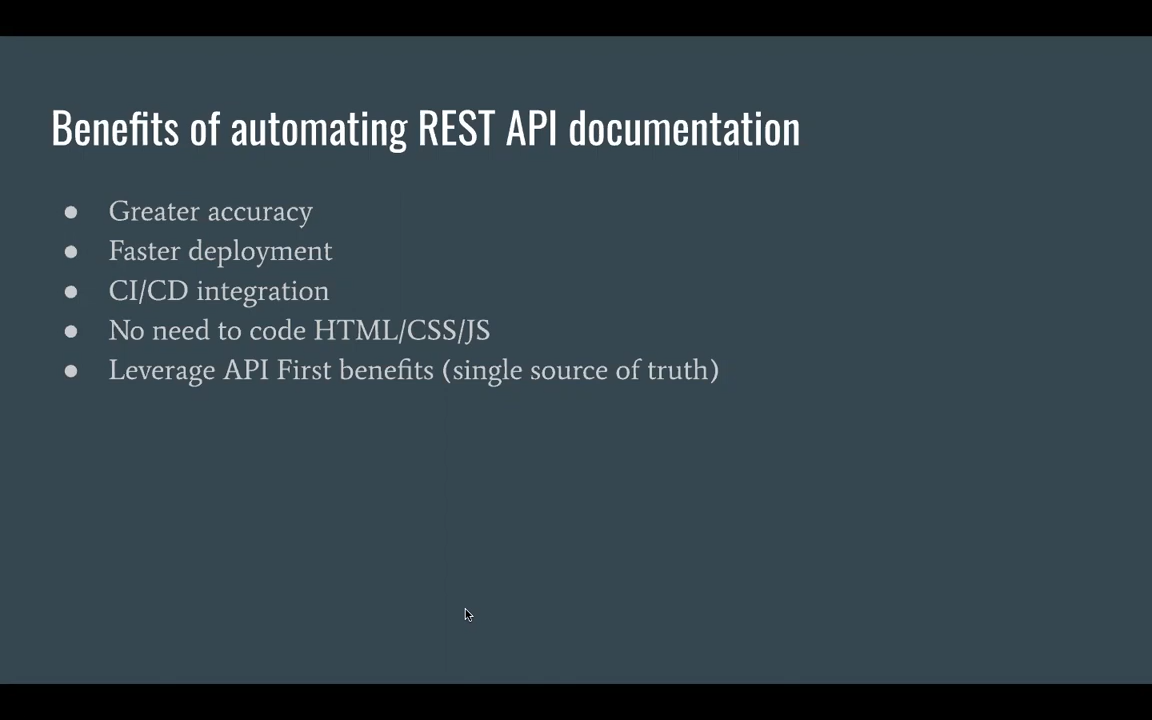 Benefits of automating REST API documentation
● Greater accuracy
● Faster deployment
● CI/CD integration
● No need to code HTML/CSS/JS
● Leverage API First benefits (single source of truth)